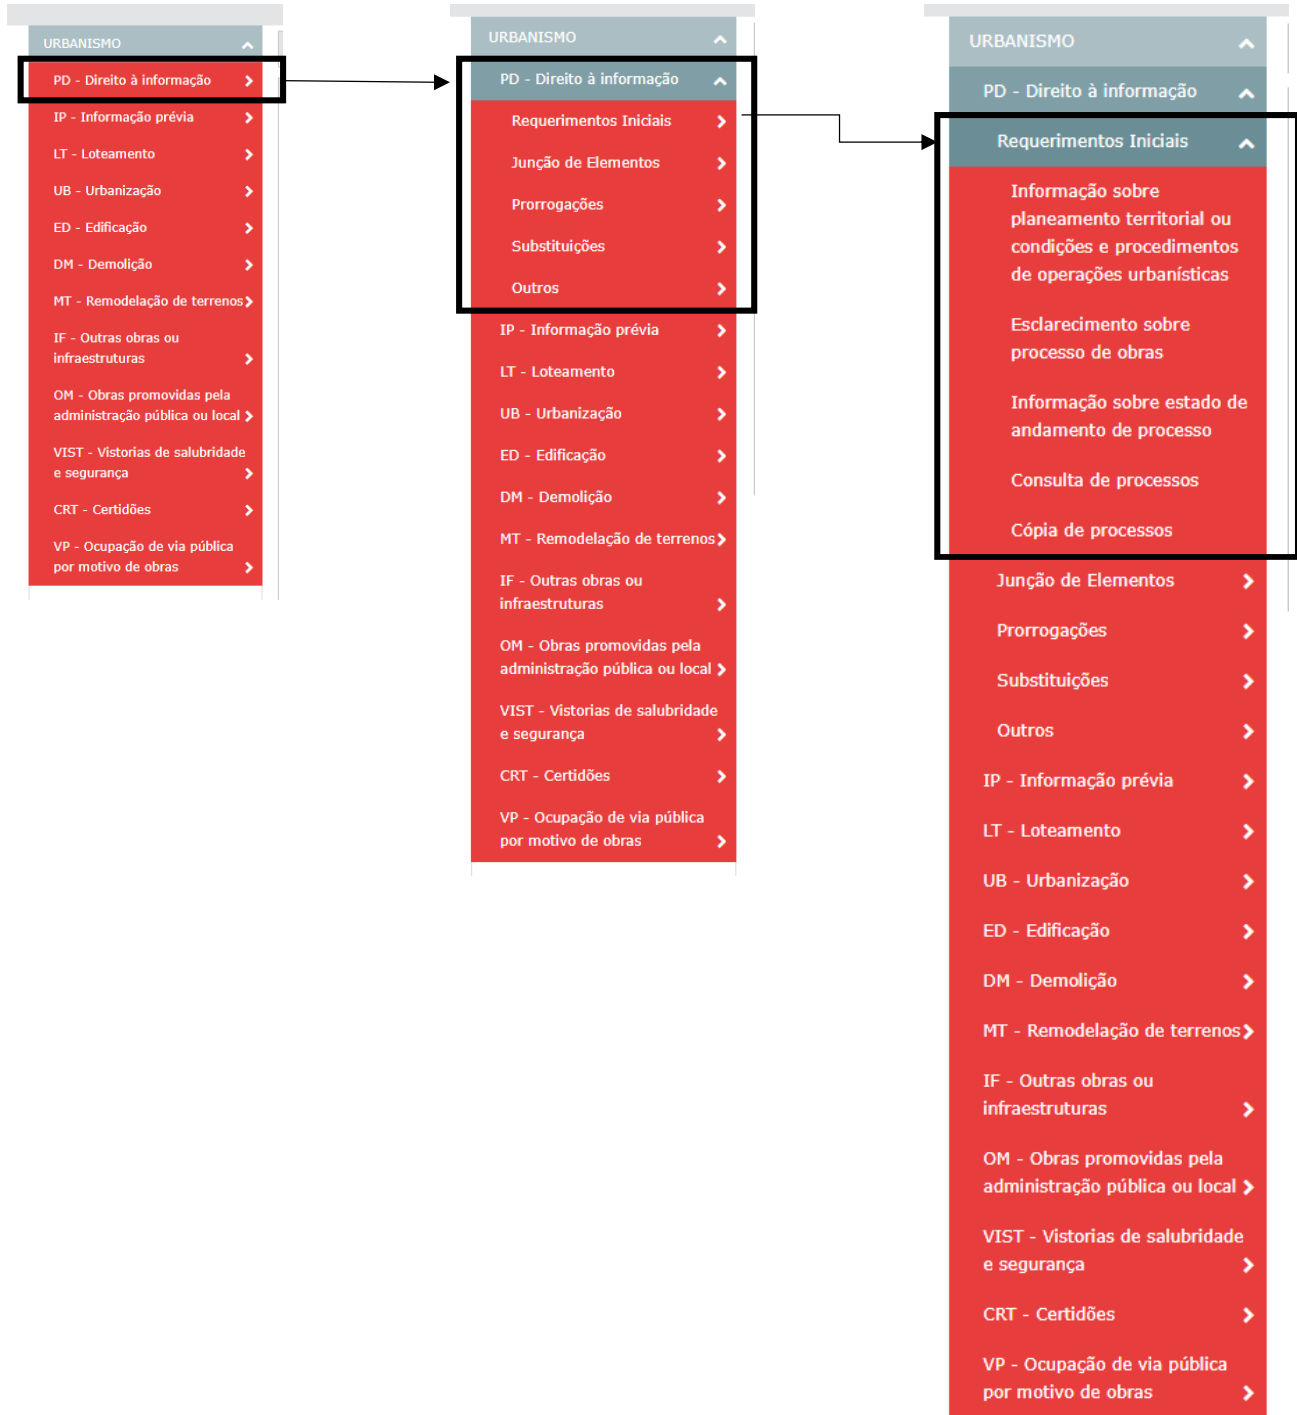 URBANISMO
PD - Direito à informação
IP - Informação prévia
LT - Loteamento
UB - Urbanização
ED - Edificação
DM - Demolição
MT - Remodelação de terrenos
IF - Outras obras ou
infraestruturas
OM - Obras promovidas pela
administração pública ou local
VIST - Vistorias de salubridade
e segurança
CRT - Certidões
VP - Ocupação de via pública
por motivo de obras
URBANISMO
PD - Direito à informação
Requerimentos Iniciais
Junção de Elementos
Prorrogações
Substituições
Outros
IP - Informação prévia
LT - Loteamento
UB - Urbanização
ED - Edificação
DM - Demolição
MT - Remodelação de terrenos
IF - Outras obras ou
infraestruturas
OM - Obras promovidas pela
administração pública ou local
VIST - Vistorias de salubridade
e segurança
CRT - Certidões
VP - Ocupação de via pública
por motivo de obras
URBANISMO
PD - Direito à informação
Requerimentos Iniciais
Informação sobre
planeamento territorial ou
condições e procedimentos
de operações urbanísticas
Esclarecimento sobre
processo de obras
Informação sobre estado de
andamento de processo
Consulta de processos
Cópia de processos
Junção de Elementos
Prorrogações
Substituições
Outros
IP - Informação prévia
LT - Loteamento
UB - Urbanização
ED - Edificação
DM - Demolição
MT - Remodelação de terrenos
IF - Outras obras ou
infraestruturas
OM - Obras promovidas pela
administração pública ou local
VIST - Vistorias de salubridade
e segurança
CRT - Certidões
VP - Ocupação de via pública
por motivo de obras